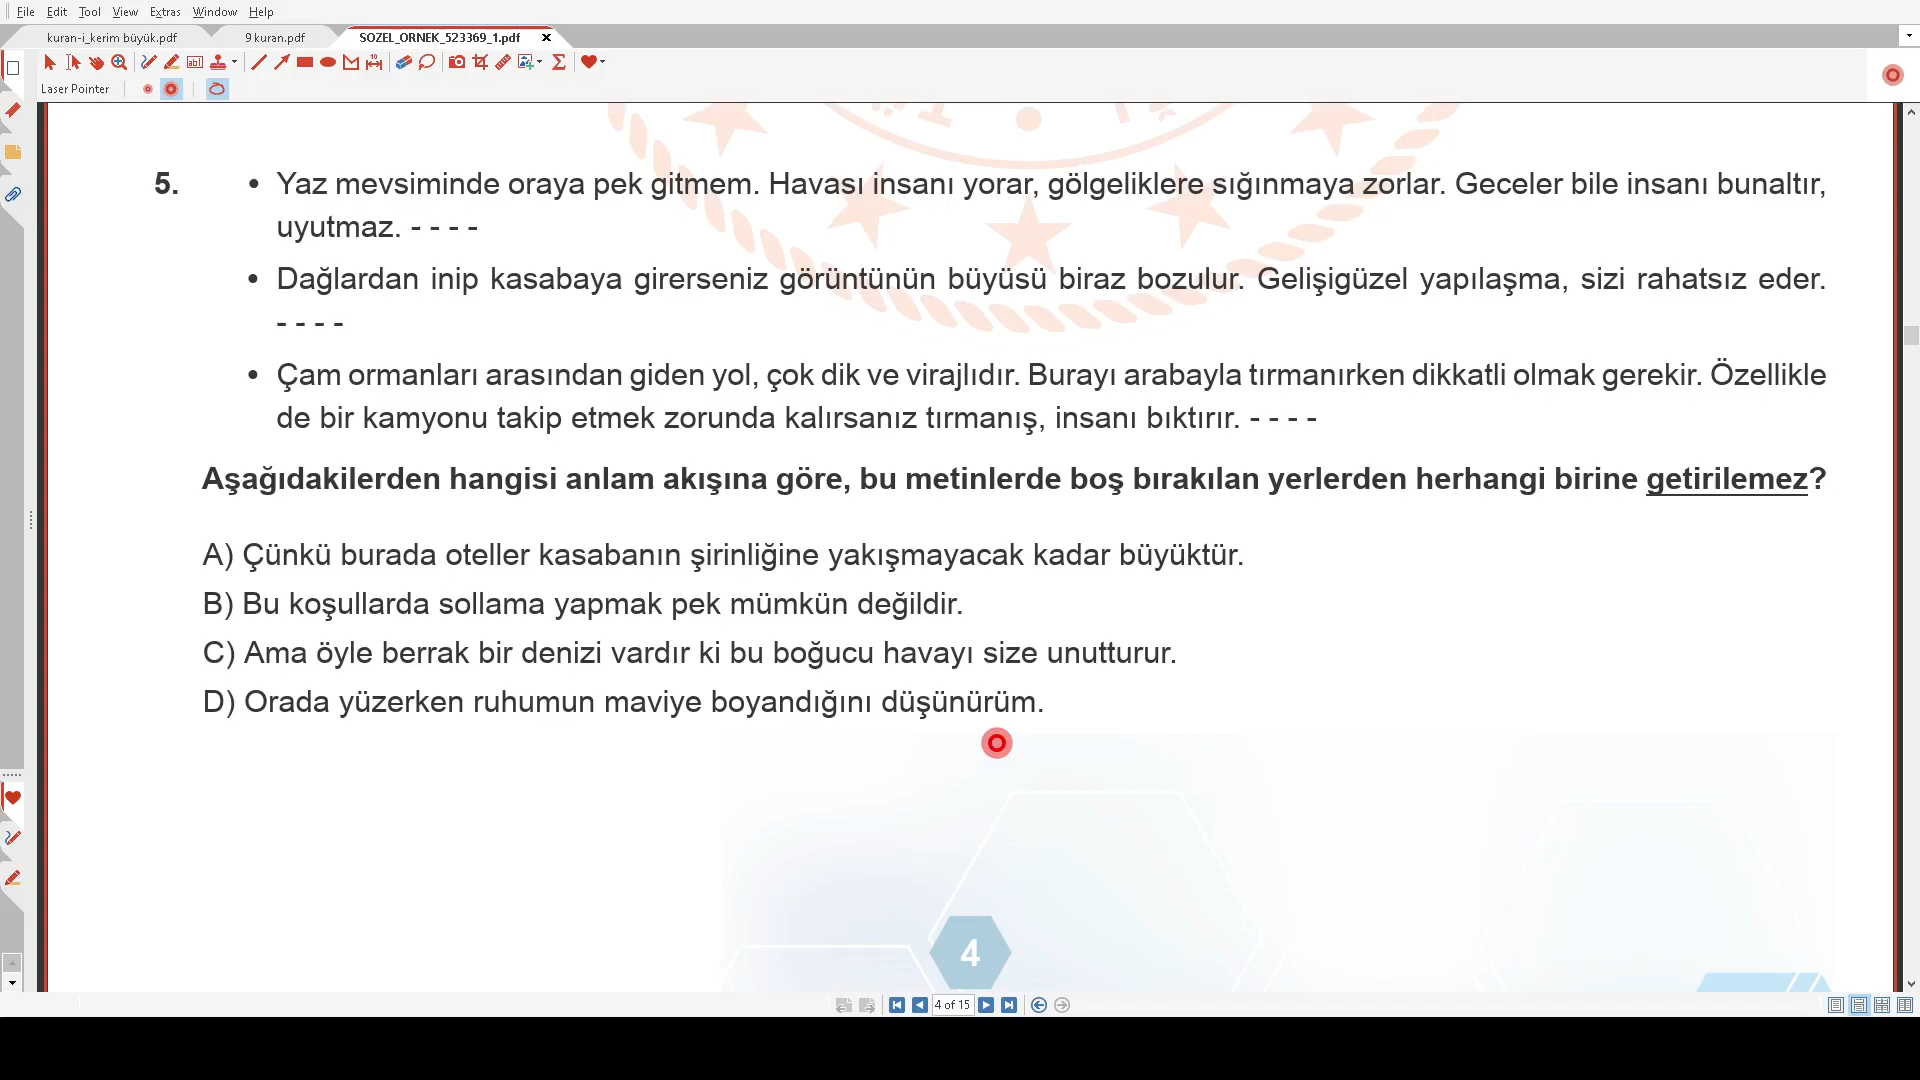 File Edit Tool View Extras Window Help
kuran-i_kerim büyük.pdf 9 kuran.pdf SOZEL_ORNEK_523369_1.pdf
Laser Pointer
5. • Yaz mevsiminde oraya pek gitmem. Havası insanı yorar, gölgeliklere sığınmaya zorlar. Geceler bile insanı bunaltır,
uyutmaz. - - - -
• Dağlardan inip kasabaya girerseniz görüntünün büyüsü biraz bozulur. Gelişigüzel yapılaşma, sizi rahatsız eder.
- - - -
• Çam ormanları arasından giden yol, çok dik ve virajlıdır. Burayı arabayla tırmanırken dikkatli olmak gerekir. Özellikle
de bir kamyonu takip etmek zorunda kalırsanız tırmanış, insanı bıktırır. - - - -
Aşağıdakilerden hangisi anlam akışına göre, bu metinlerde boş bırakılan yerlerden herhangi birine getirilemez?
A) Çünkü burada oteller kasabanın şirinliğine yakışmayacak kadar büyüktür.
B) Bu koşullarda sollama yapmak pek mümkün değildir.
C) Ama öyle berrak bir denizi vardır ki bu boğucu havayı size unutturur.
D) Orada yüzerken ruhumun maviye boyandığını düşünürüm.
4
4 of 15